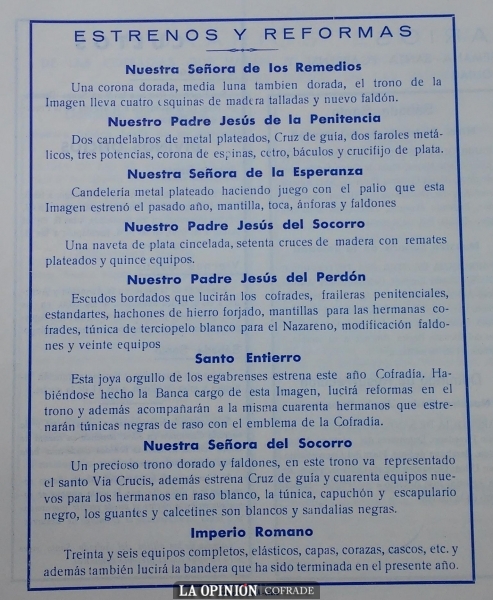 ESTRENOS Y REFORMAS
Nuestra Señora de los Remedios
Una corona dorada, media luna tambien dorada, el trono de la
Imagen lleva cuatro esquinas de madera talladas y nuevo faldón.
Nuestro Padre Jesús de la Penitencia
Dos candelabros de metal plateados, Cruz de guía, dos faroles metá-
licos, tres potencias, corona de espinas, cetro, báculos y crucifijo de plata.
Nuestra Señora de la Esperanza
Candelería metal plateado haciendo juego con el palio que esta
Imagen estrenó el pasado año, mantilla, toca, ánforas y faldones
Nuestro Padre Jesús del Socorro
Una naveta de plata cincelada, setenta cruces de madera con remates
plateados y quince equipos.
Nuestro Padre Jesús del Perdón
Escudos bordados que lucirán los cofrades, fraileras penitenciales,
estandartes, hachones de hierro forjado, mantillas para las hermanas co-
frades, túnica de terciopelo blanco para el Nazareno, modificación faldo-
nes y veinte equipos
Santo Entierro
Esta joya orgullo de los egabrenses estrena este año Cofradía. Ha-
biéndose hecho la Banca cargo de esta Imagen, lucirá reformas en el
trono y además acompañarán a la misma cuarenta hermanos que estre-
narán túnicas negras de raso con el emblema de la Cofradía.
Nuestra Señora del Socorro
Un precioso trono dorado y faldones, en este trono va representado
el santo Via Crucis, además estrena Cruz de guía y cuarenta equipos nue-
vos para los hermanos en raso blanco, la túnica, capuchón y escapulario
negro, los guantes y calcetines son blancos y sandalias negras.
Imperio Romano
Treinta y seis equipos completos, elásticos, capas, corazas, cascos, etc. y
además también lucirá la bandera que ha sido terminada en el presente año.
LA OPINIÓN COFRADE